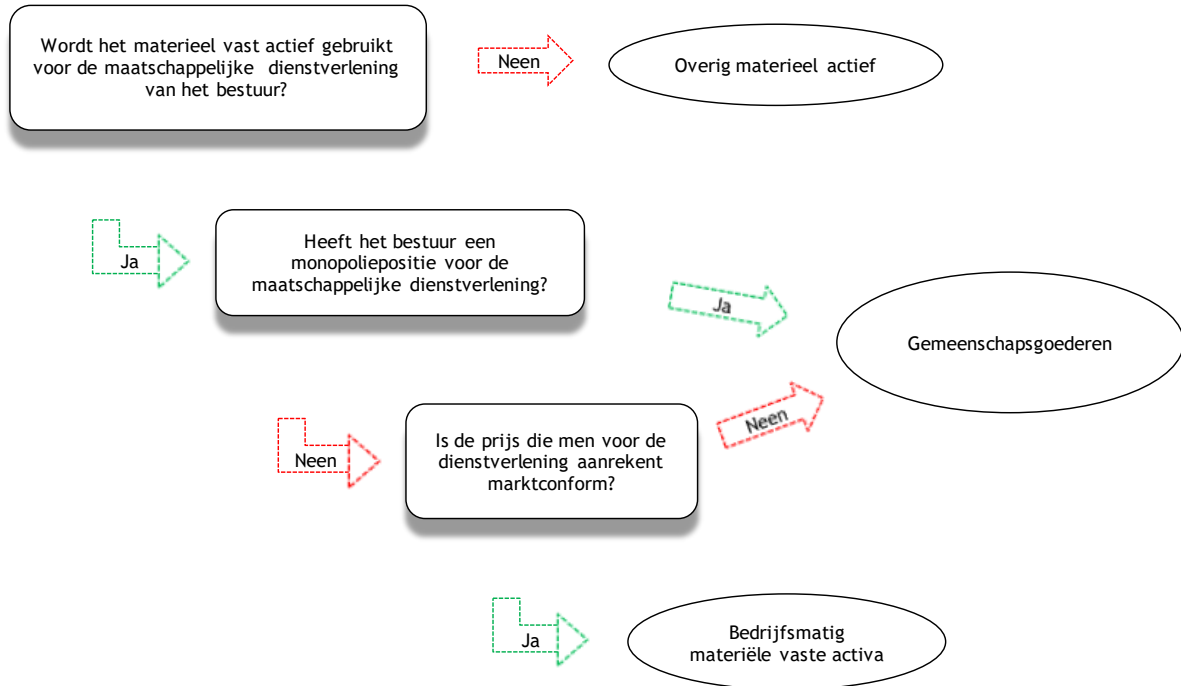 Wordt het materieel vast actief gebruikt
voor de maatschappelijke dienstverlening
van het bestuur?
Neen
Overig materieel actief
Ja
Heeft het bestuur een
monopoliepositie voor de
maatschappelijke dienstverlening?
Ja
Gemeenschapsgoederen
Neen
Is de prijs die men voor de
dienstverlening aanrekent
marktconform?
Neen
Ja
Bedrijfsmatig
materiële vaste activa